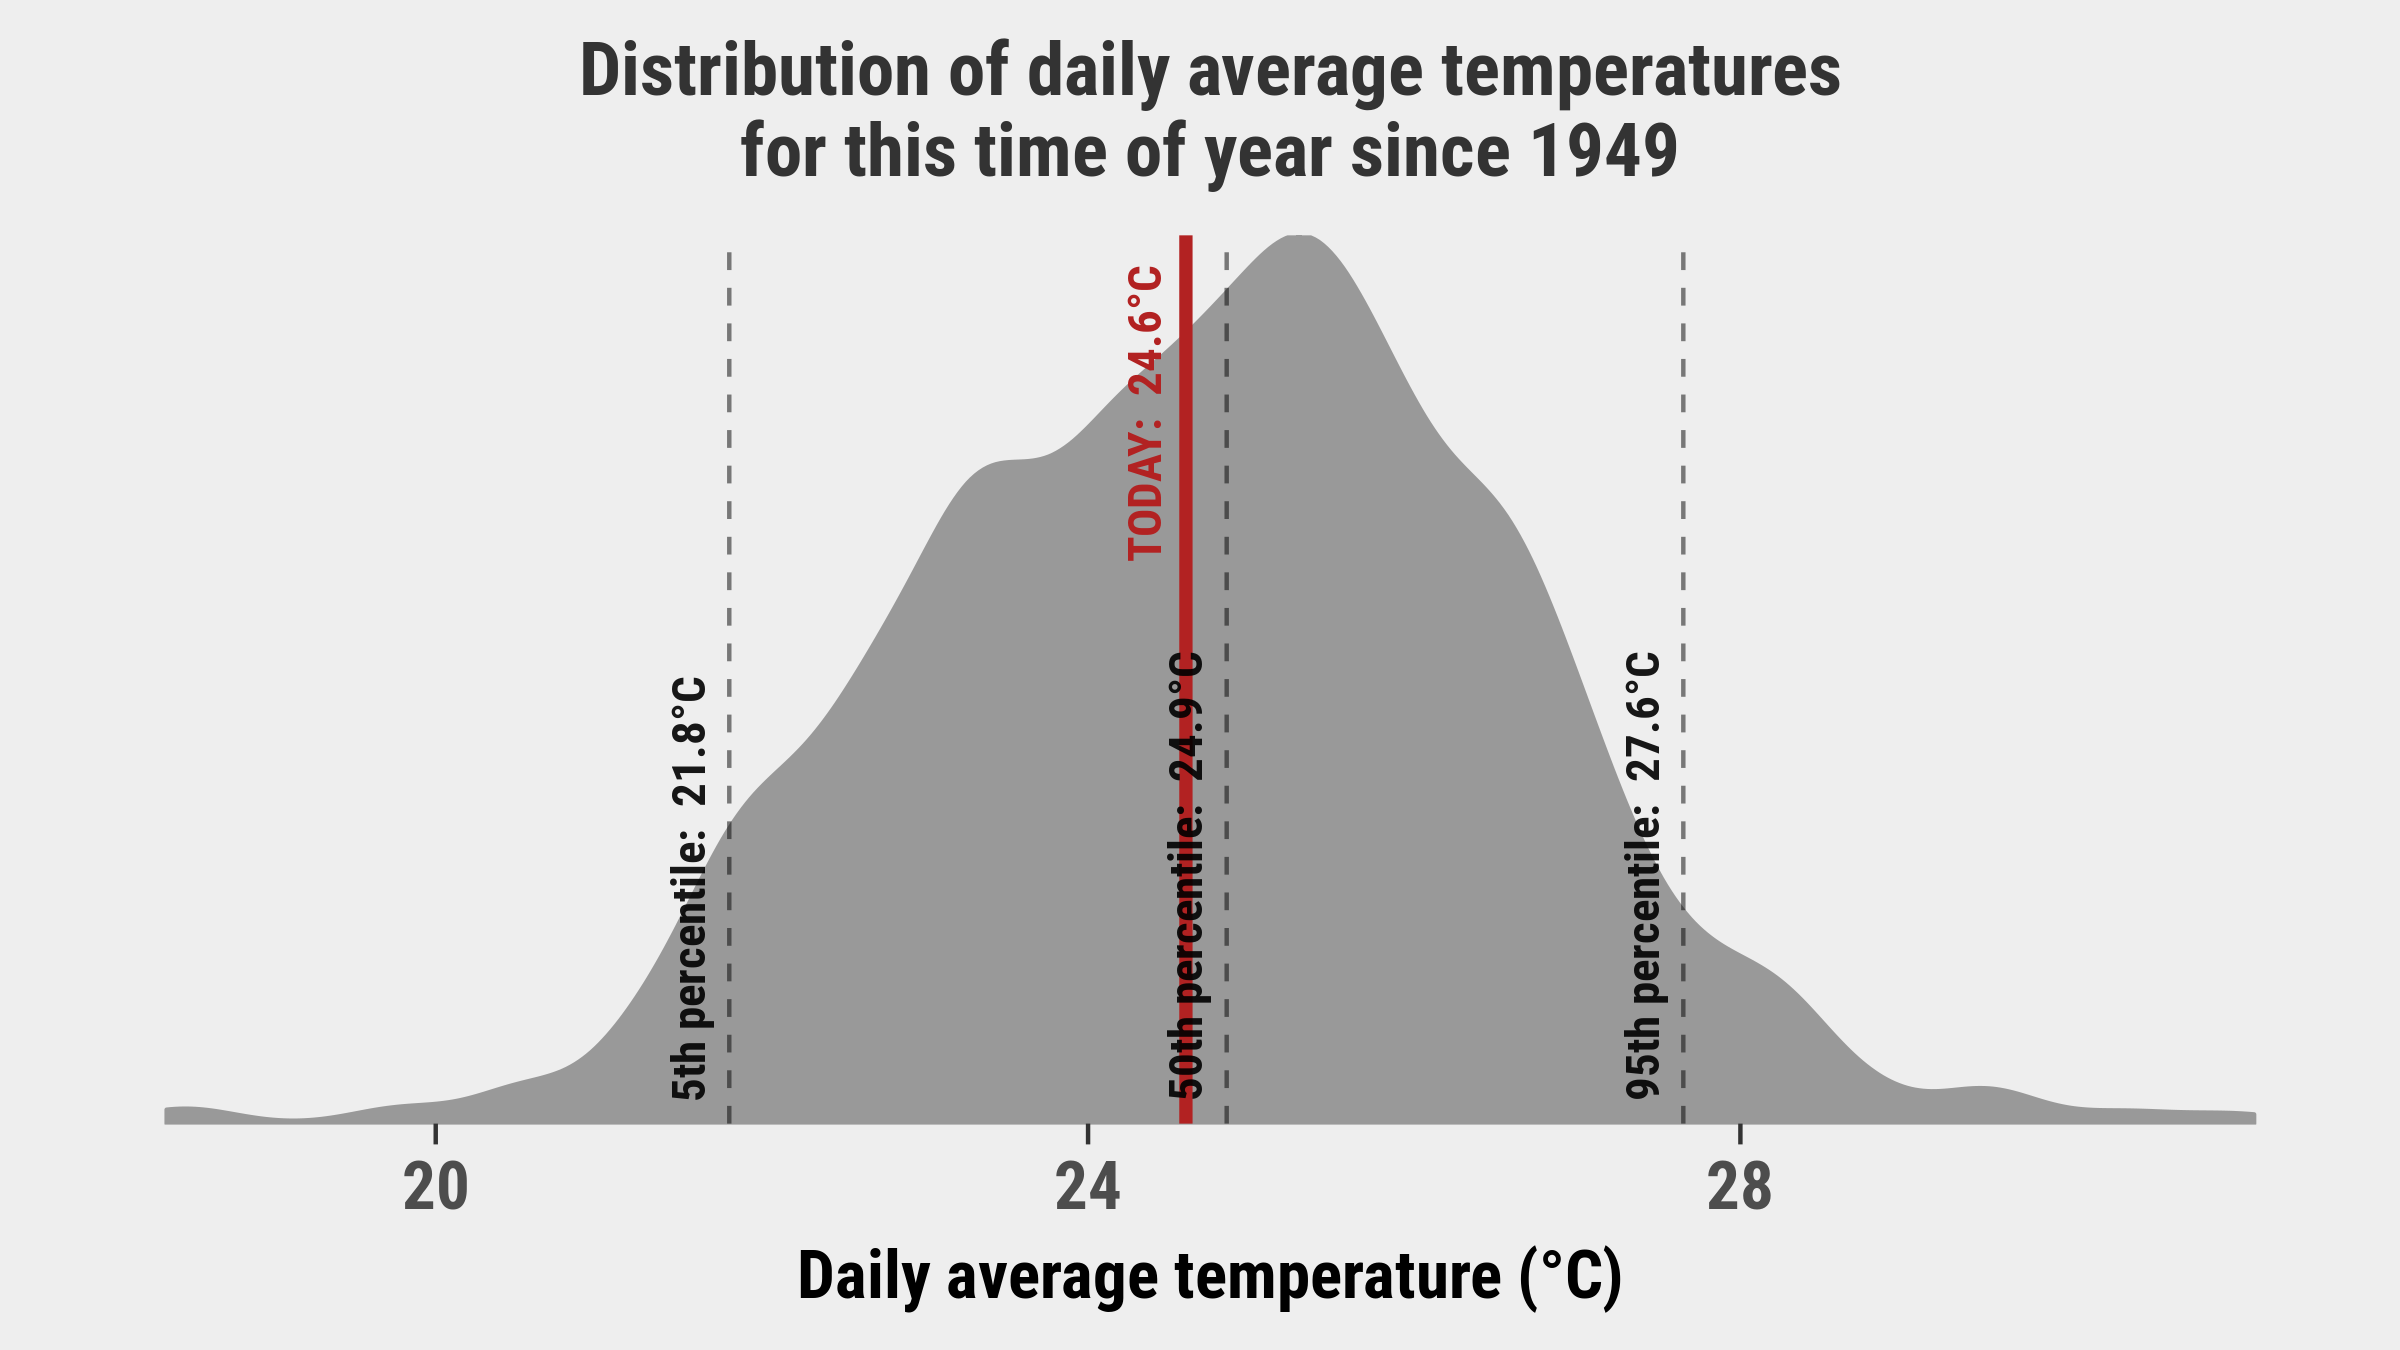 Distribution of daily average temperatures
for this time of year since 1949
TODAY: 24.6°C
5th percentile: 21.8°C
50th percentile: 24.9°C
95th percentile: 27.6°C
20
24
28
Daily average temperature (°C)